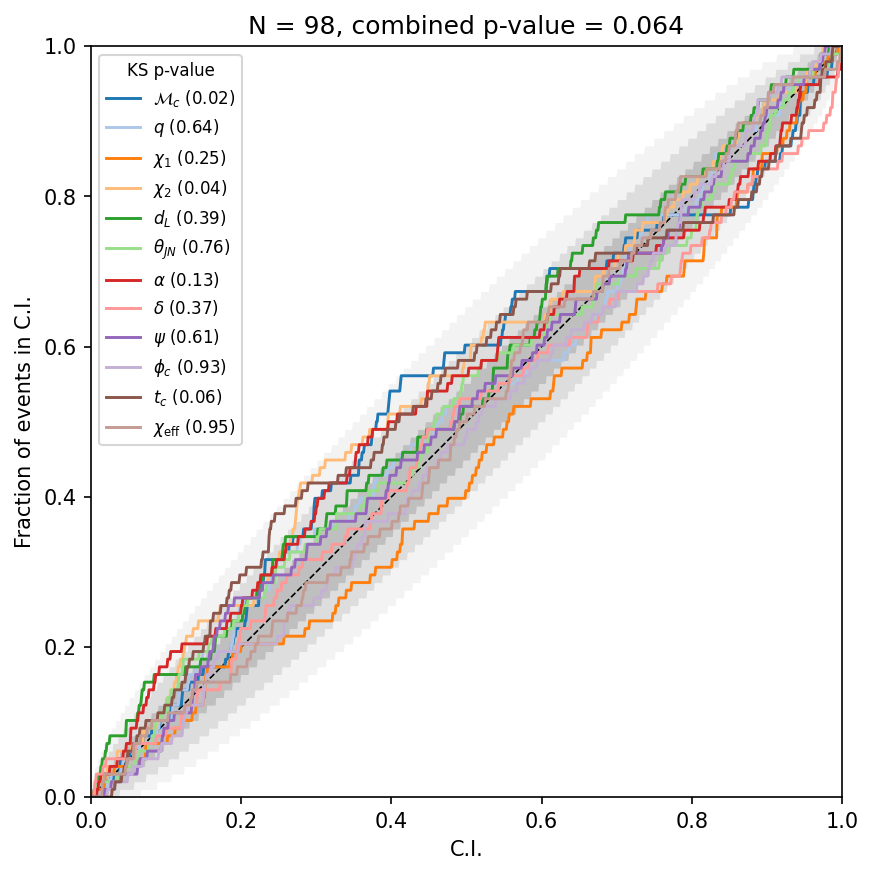 N = 98, combined p-value = 0.064
1.0
0.8
0.6
0.4
0.2
0.0
Fraction of events in C.I.
KS p-value
ℳc (0.02)
q (0.64)
χ1 (0.25)
χ2 (0.04)
dL (0.39)
θJN (0.76)
α (0.13)
δ (0.37)
ψ (0.61)
ϕc (0.93)
tc (0.06)
χeff (0.95)
0.0 0.2 0.4 0.6 0.8 1.0
C.I.